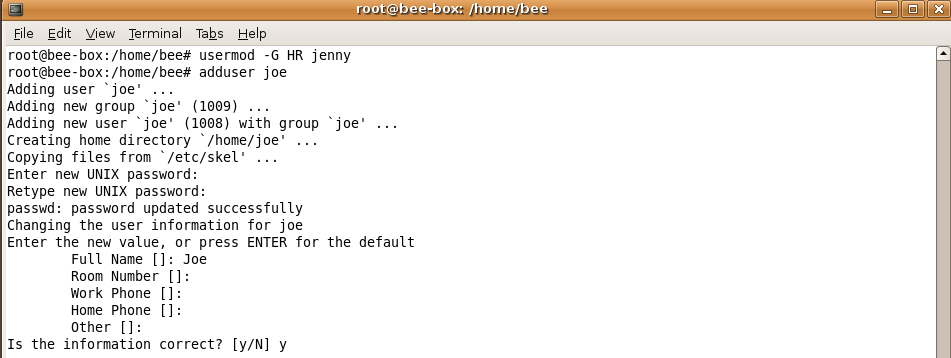 root@bee-box: /home/bee
File Edit View Terminal Tabs Help
root@bee-box:/home/bee# usermod -G HR jenny
root@bee-box:/home/bee# adduser joe
Adding user `joe' ...
Adding new group `joe' (1009) ...
Adding new user `joe' (1008) with group `joe' ...
Creating home directory `/home/joe' ...
Copying files from `/etc/skel' ...
Enter new UNIX password:
Retype new UNIX password:
passwd: password updated successfully
Changing the user information for joe
Enter the new value, or press ENTER for the default
        Full Name []: Joe
        Room Number []:
        Work Phone []:
        Home Phone []:
        Other []:
Is the information correct? [y/N] y